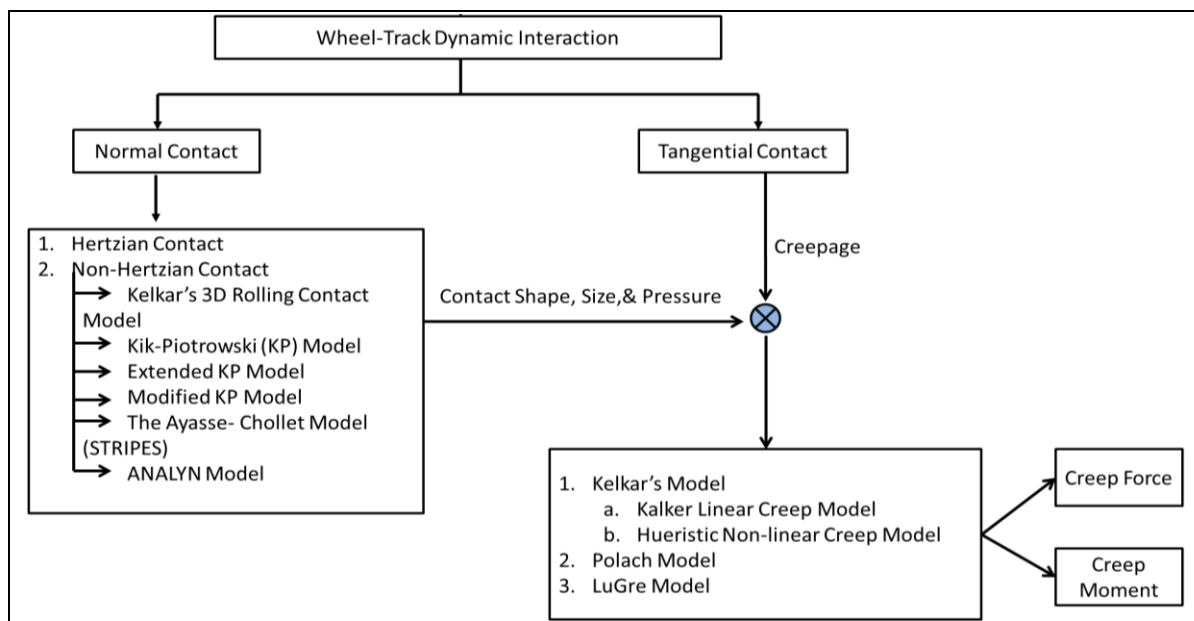 Wheel-Track Dynamic Interaction
Normal Contact
Tangential Contact
1. Hertzian Contact
2. Non-Hertzian Contact
Kelkar's 3D Rolling Contact
Model
Kik-Piotrowski (KP) Model
Extended KP Model
Modified KP Model
The Ayasse- Chollet Model
(STRIPES)
ANALYN Model
Contact Shape, Size,& Pressure
Creepage
1. Kelkar's Model
a. Kalker Linear Creep Model
b. Hueristic Non-linear Creep Model
2. Polach Model
3. LuGre Model
Creep Force
Creep
Moment